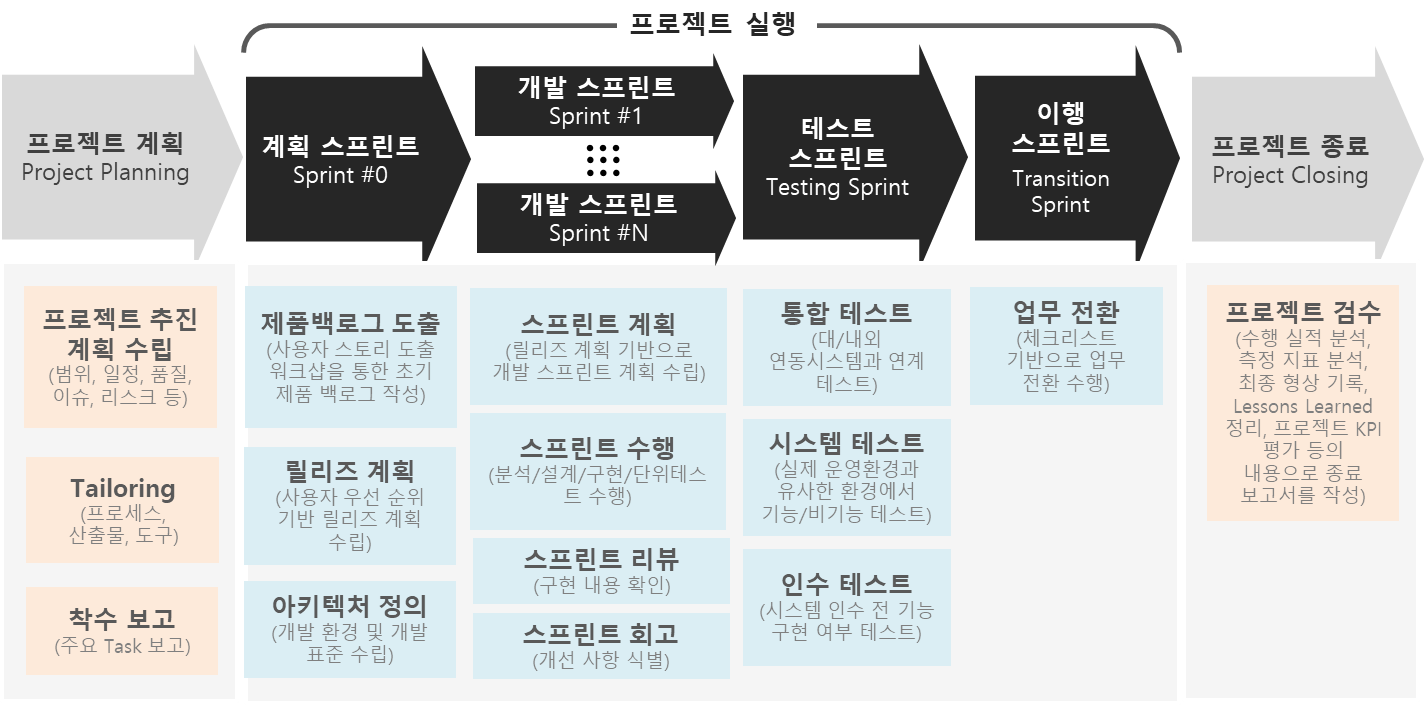 프로젝트 실행
프로젝트 계획
Project Planning
계획 스프린트
Sprint #0
개발 스프린트
Sprint #1
개발 스프린트
Sprint #N
테스트
스프린트
Testing Sprint
이행
스프린트
Transition
Sprint
프로젝트 종료
Project Closing
프로젝트 추진
계획 수립
(범위, 일정, 품질,
이슈, 리스크 등)
Tailoring
(프로세스,
산출물, 도구)
착수 보고
(주요 Task 보고)
제품백로그 도출
(사용자 스토리 도출
워크샵을 통한 초기
제품 백로그 작성)
릴리즈 계획
(사용자 우선 순위
기반 릴리즈 계획
수립)
아키텍처 정의
(개발 환경 및 개발
표준 수립)
스프린트 계획
(릴리즈 계획 기반으로
개발 스프린트 계획 수립)
스프린트 수행
(분석/설계/구현/단위테스
트 수행)
스프린트 리뷰
(구현 내용 확인)
스프린트 회고
(개선 사항 식별)
통합 테스트
(대/내외
연동시스템과 연계
테스트)
시스템 테스트
(실제 운영환경과
유사한 환경에서
기능/비기능 테스트)
인수 테스트
(시스템 인수 전 기능
구현 여부 테스트)
업무 전환
(체크리스트
기반으로 업무
전환 수행)
프로젝트 검수
(수행 실적 분석,
측정 지표 분석,
최종 형상 기록,
Lessons Learned
정리, 프로젝트 KPI
평가 등의
내용으로 종료
보고서를 작성)